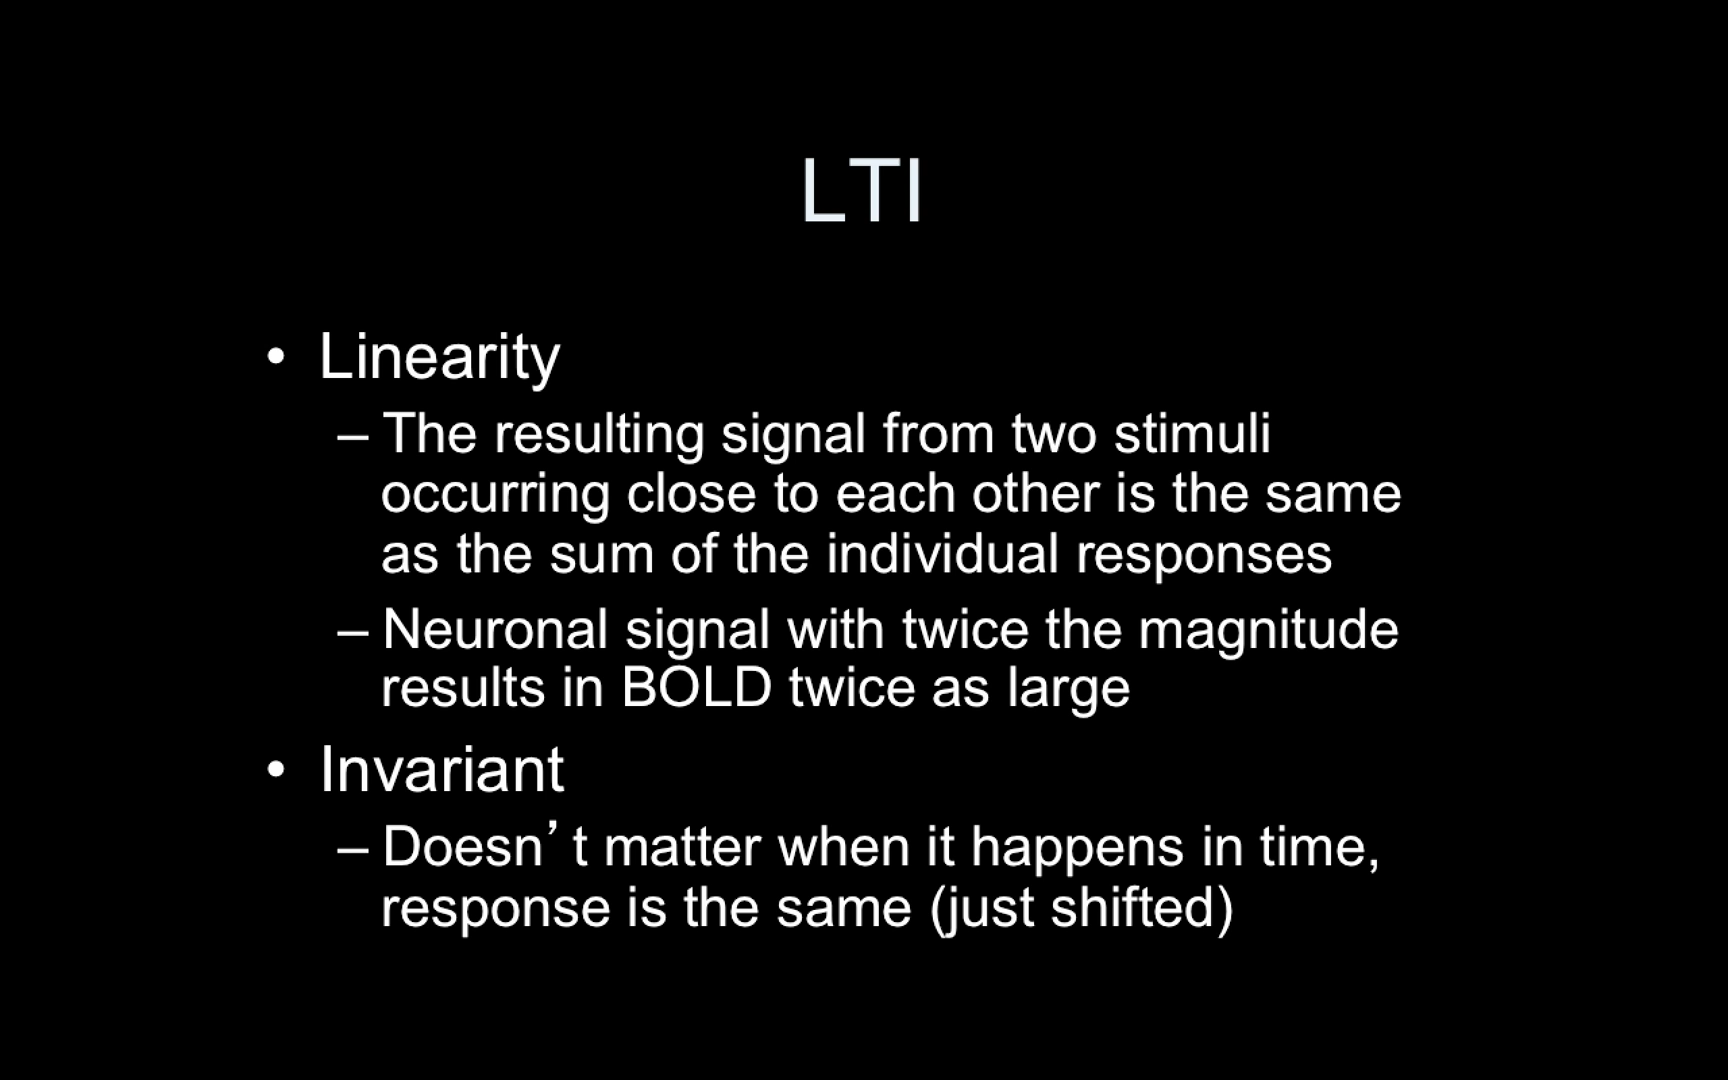 LTI
• Linearity
– The resulting signal from two stimuli
occurring close to each other is the same
as the sum of the individual responses
– Neuronal signal with twice the magnitude
results in BOLD twice as large
• Invariant
– Doesn’t matter when it happens in time,
response is the same (just shifted)